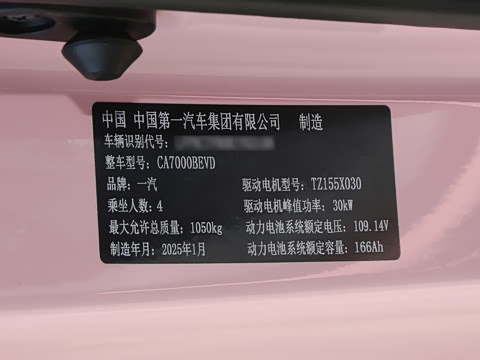 中国 中国第一汽车集团有限公司 制造
车辆识别代号:
整车型号: CA7000BEVD
品牌: 一汽 驱动电机型号: TZ155X030
乘坐人数: 4 驱动电机峰值功率: 30kW
最大允许总质量: 1050kg 动力电池系统额定电压: 109.14V
制造年月: 2025年1月 动力电池系统额定容量: 166Ah